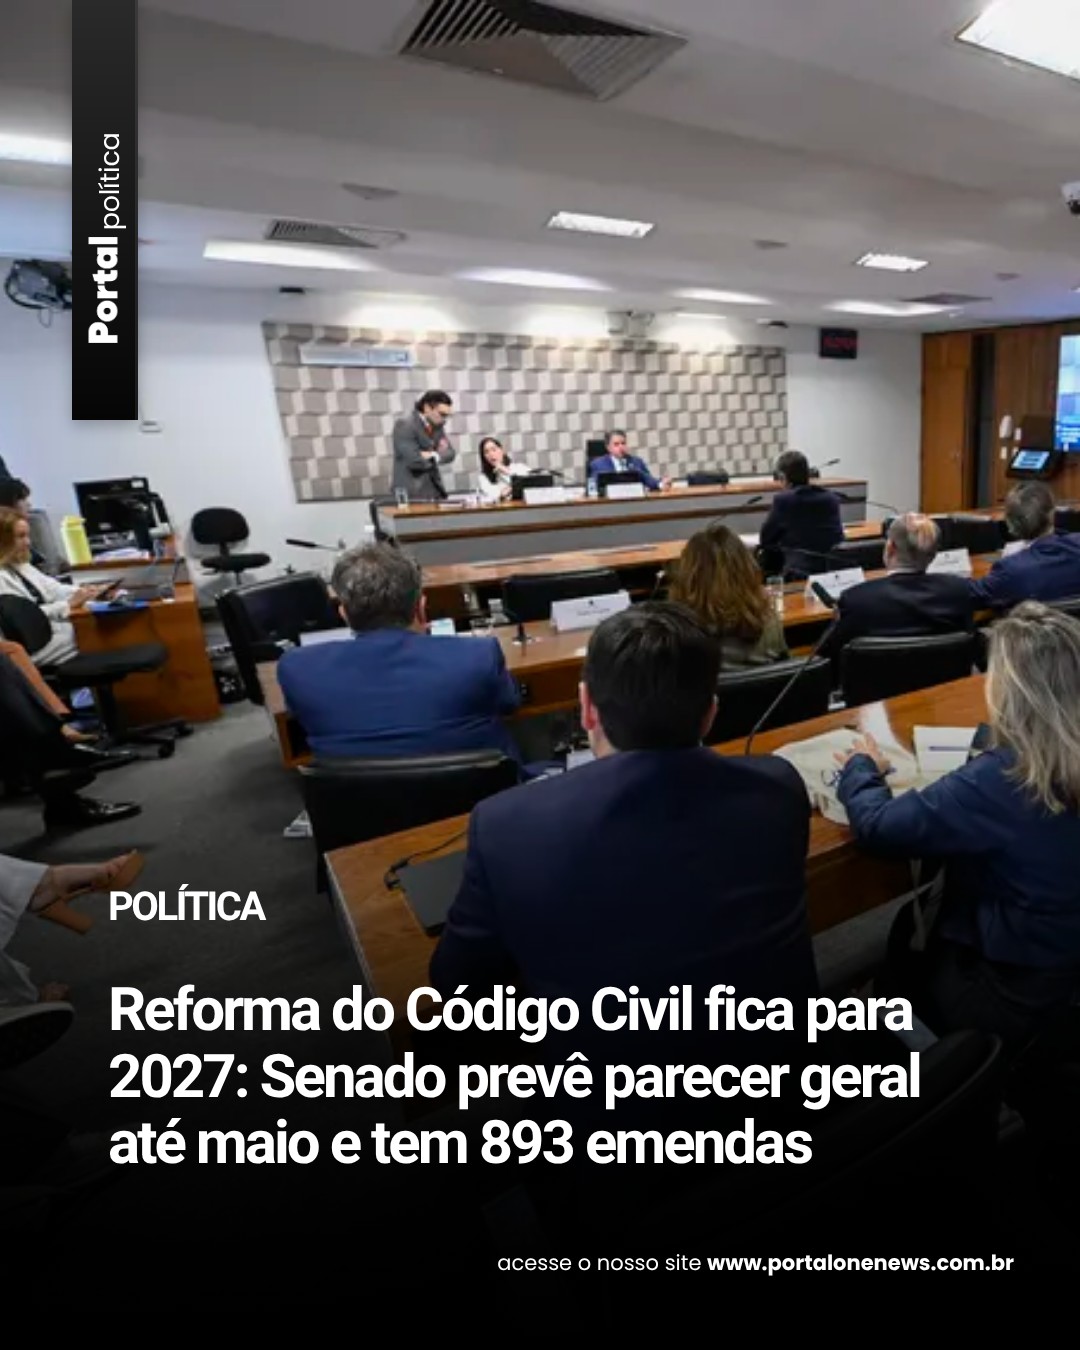 Portal política
POLÍTICA
Reforma do Código Civil fica para
2027: Senado prevê parecer geral
até maio e tem 893 emendas
acesse o nosso site www.portalonenews.com.br